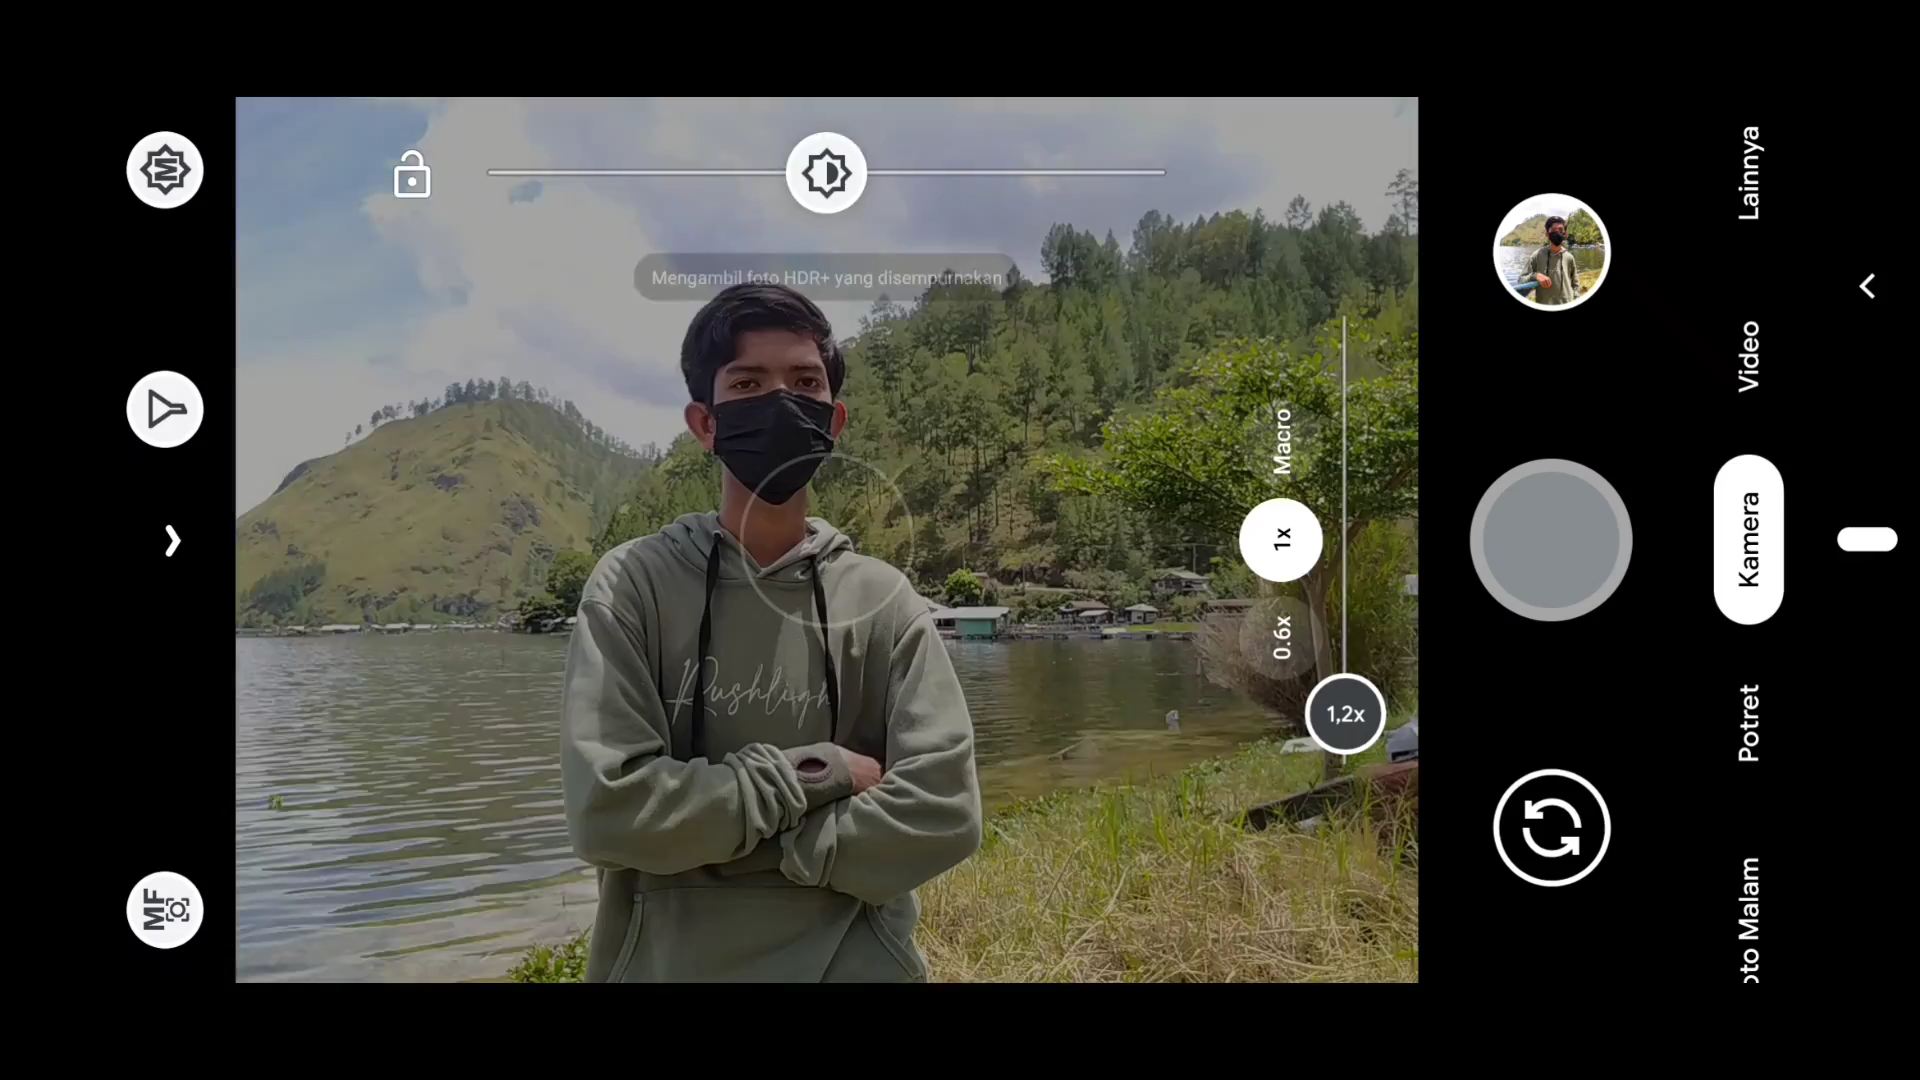 Mengambil foto HDR+ yang disempurnakan
Macro
1x
0.6x
1,2x
Rushligh
M
MF
Lainnya
Video
Kamera
Potret
oto Malam